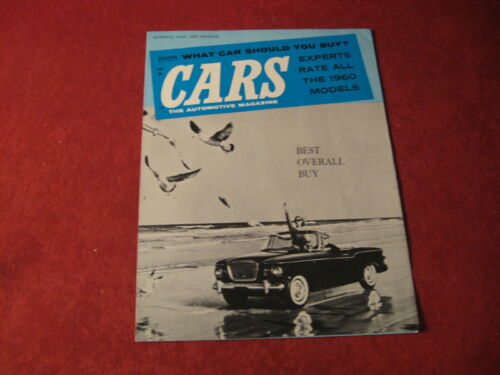 WHAT CAR SHOULD YOU BUY?
CARS
THE AUTOMOTIVE MAGAZINE
EXPERTS
RATE ALL
THE 1960
MODELS
BEST
OVERALL
BUY